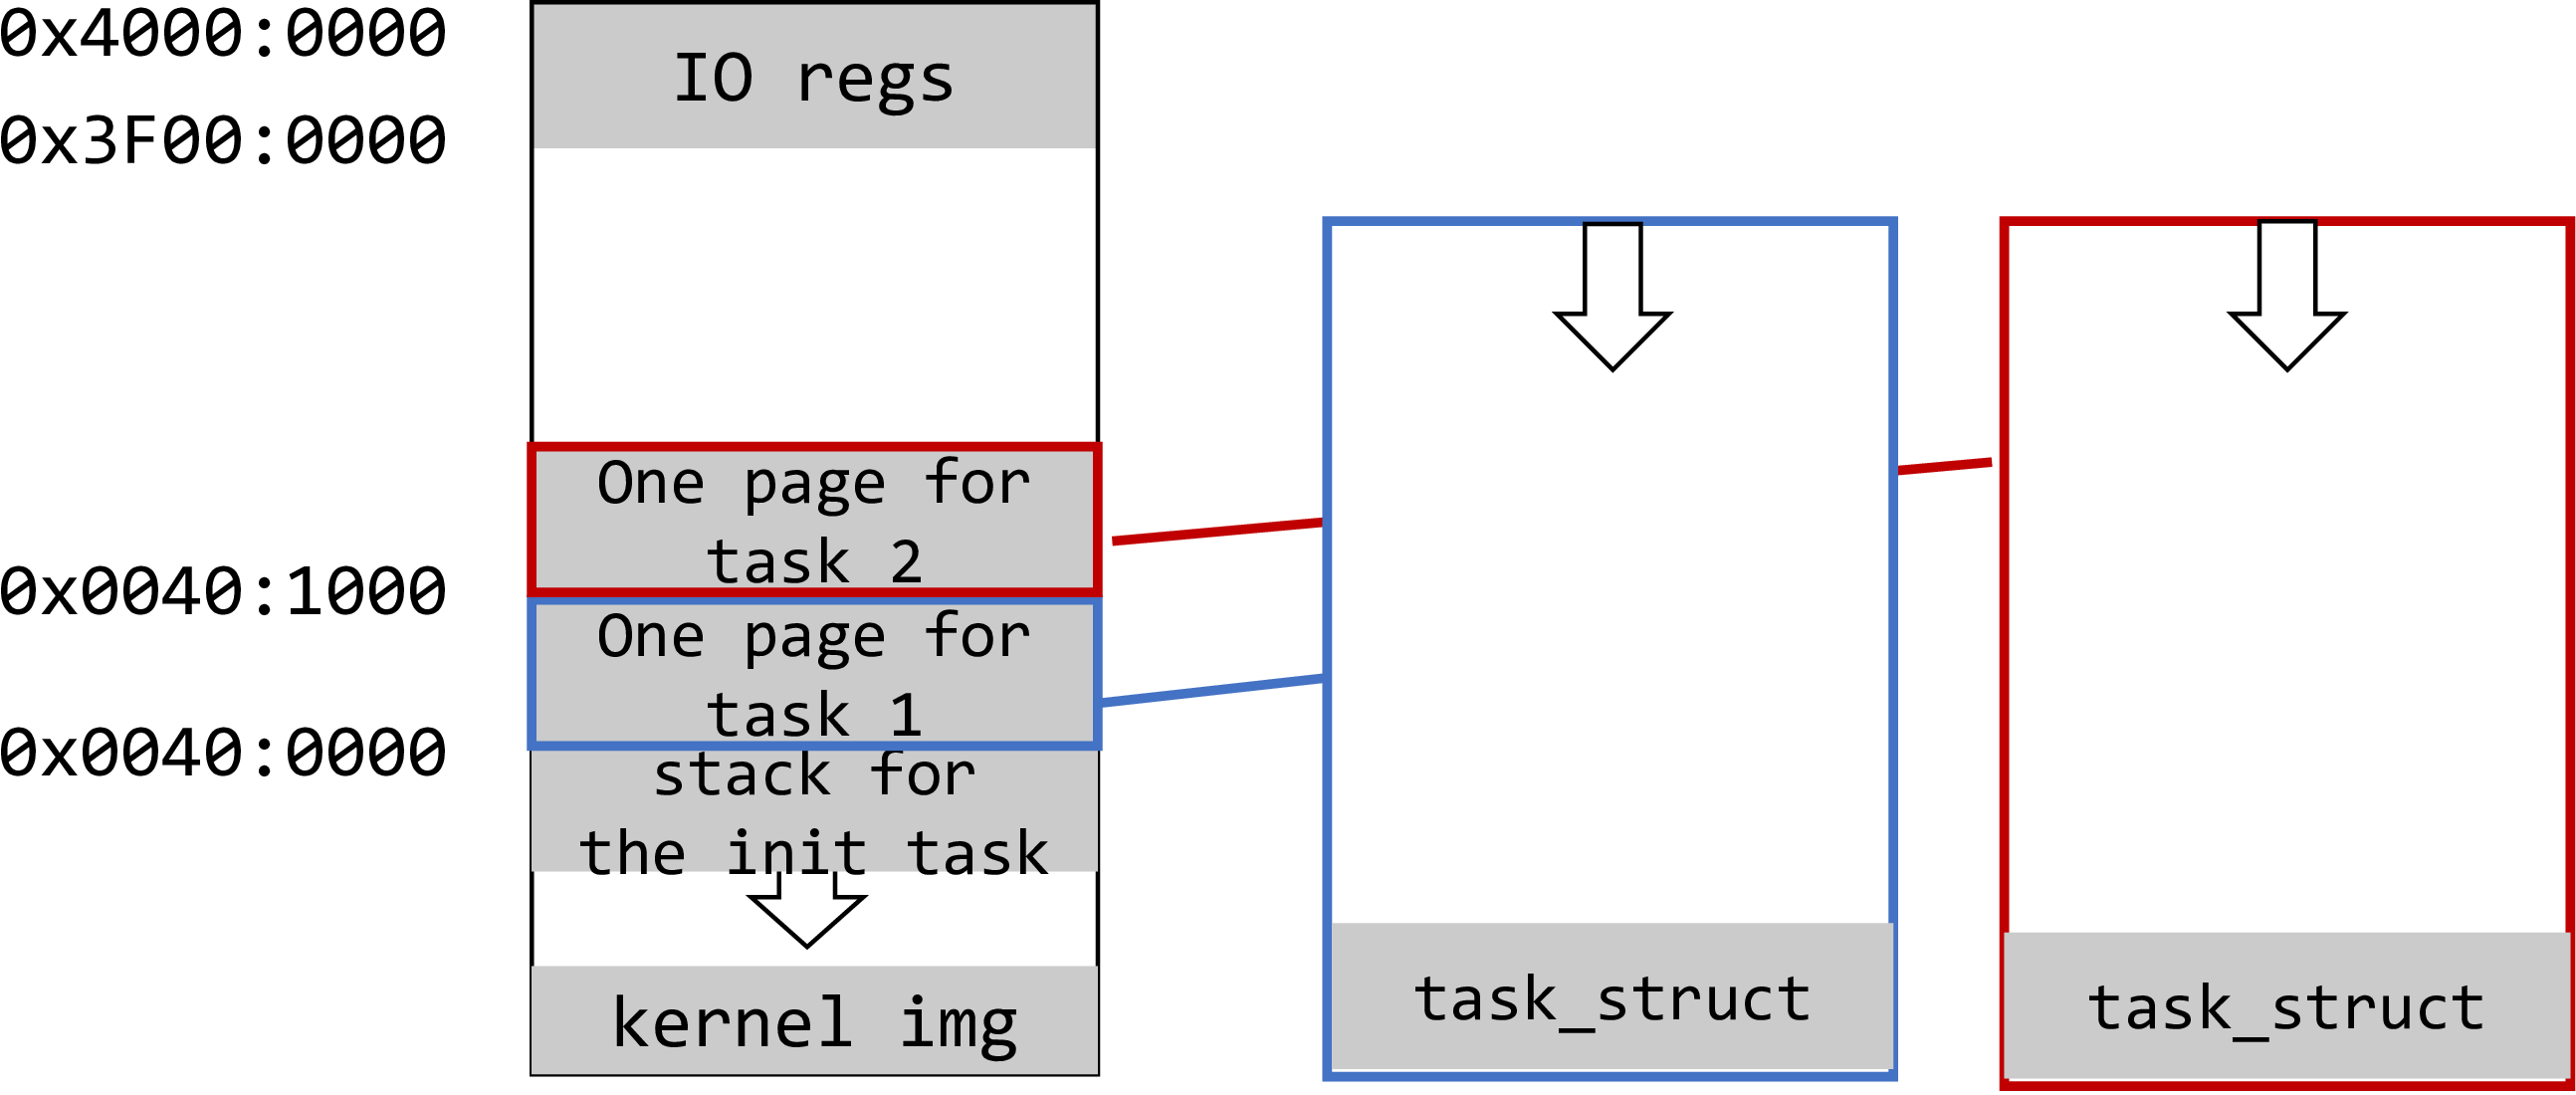 0x4000:0000
IO regs
0x3F00:0000
One page for
task 2
0x0040:1000
One page for
task 1
0x0040:0000
stack for
the init task
kernel img
task_struct
task_struct